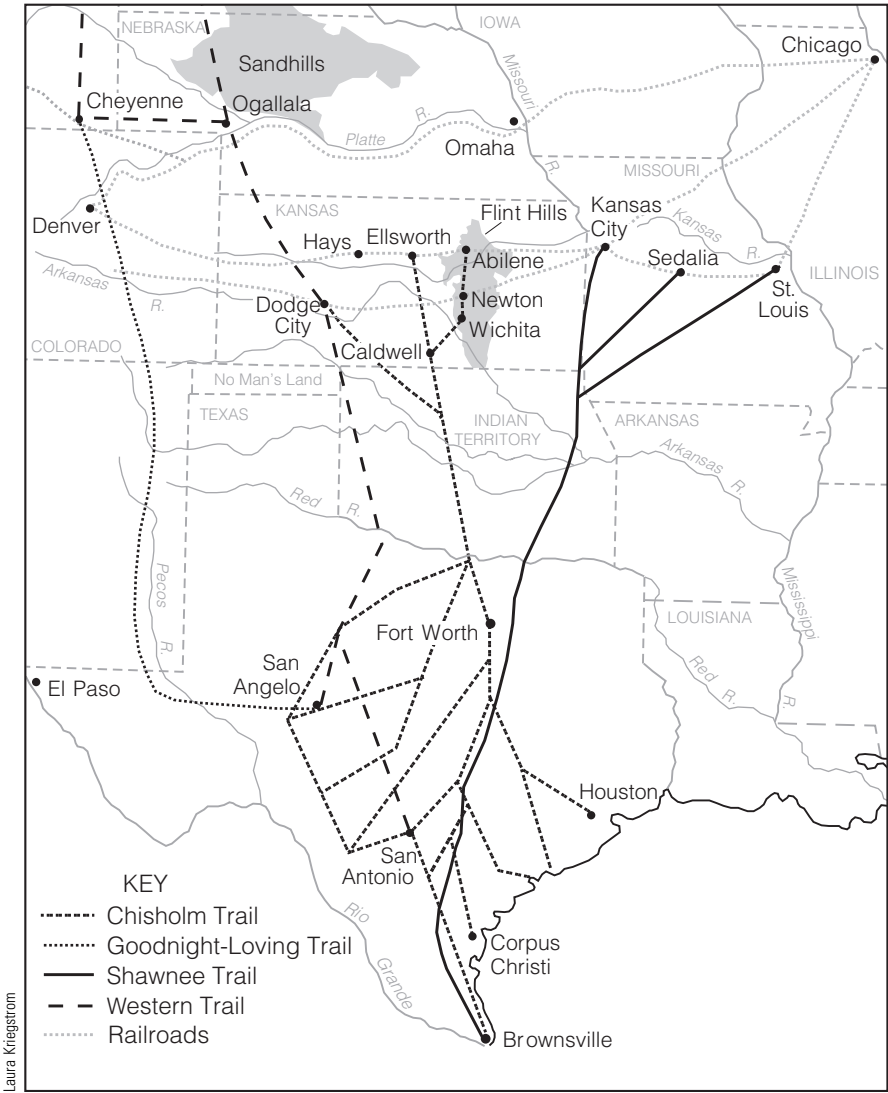 NEBRASKA
IOWA
Chicago
Sandhills
Missouri
R.
Cheyenne
Ogallala
Platte
R.
Omaha
MISSOURI
Denver
KANSAS
Flint Hills
Kansas
City
Kansas
R.
Hays
Ellsworth
Abilene
Sedalia
ILLINOIS
Arkansas
R.
Dodge
City
Newton
Wichita
St.
Louis
COLORADO
Caldwell
No Man's Land
TEXAS
INDIAN
TERRITORY
ARKANSAS
Arkansas
R.
Red
R.
Pecos
R.
Mississippi
R.
LOUISIANA
Fort Worth
Red
R.
San
Angelo
El Paso
Houston
San
Antonio
KEY
Chisholm Trail
Goodnight-Loving Trail
Shawnee Trail
Western Trail
Railroads
Rio
Grande
Corpus
Christi
Brownsville
Laura Kriegstrom